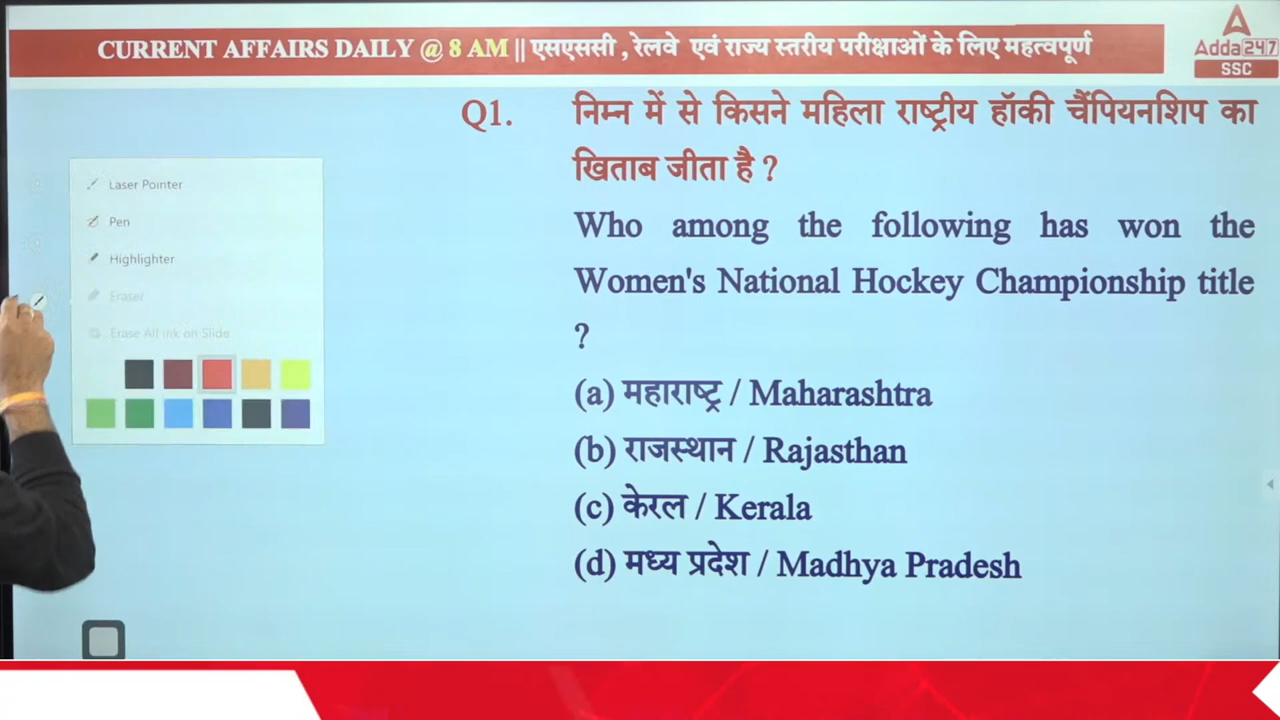 CURRENT AFFAIRS DAILY @ 8 AM || एसएससी , रेलवे एवं राज्य स्तरीय परीक्षाओं के लिए महत्वपूर्ण
Adda247
SSC
Q1. निम्न में से किसने महिला राष्ट्रीय हॉकी चैंपियनशिप का
खिताब जीता है ?
Who among the following has won the
Women's National Hockey Championship title
?
(a) महाराष्ट्र / Maharashtra
(b) राजस्थान / Rajasthan
(c) केरल / Kerala
(d) मध्य प्रदेश / Madhya Pradesh
Laser Pointer
Pen
Highlighter
Eraser
Erase All Ink on Slide